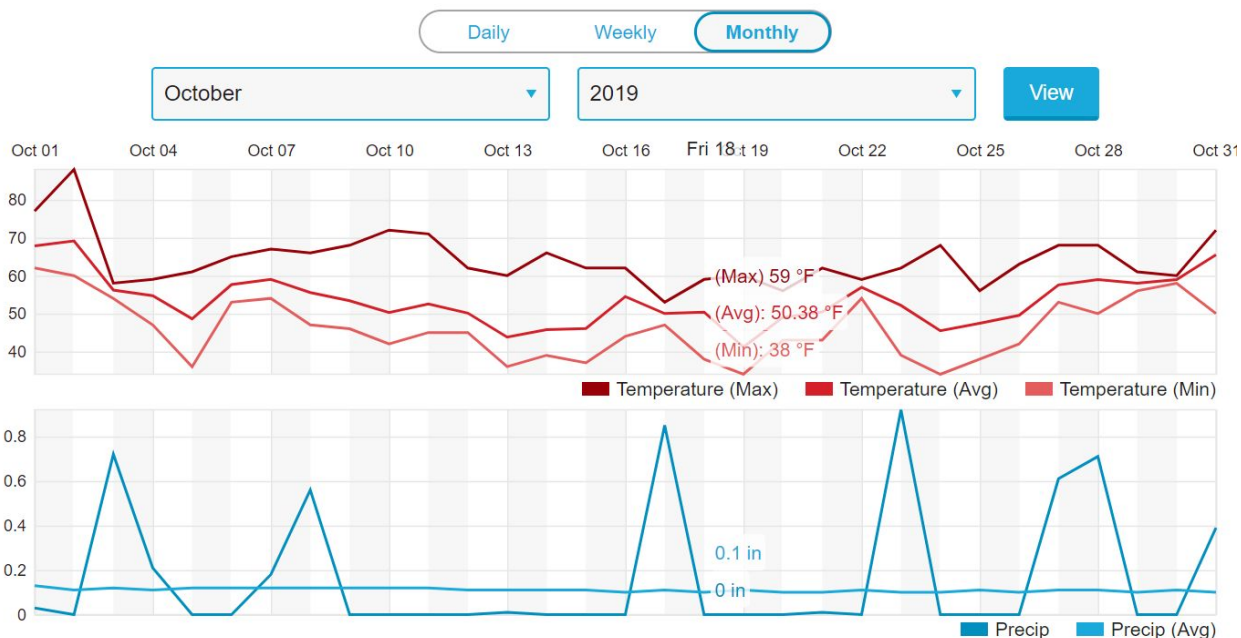 Daily Weekly Monthly
October 2019 View
Oct 01 Oct 04 Oct 07 Oct 10 Oct 13 Oct 16 Fri 18 19 Oct 22 Oct 25 Oct 28 Oct 31
80
70
60
50
40
(Max) 59 °F
(Avg): 50.38 °F
(Min): 38 °F
Temperature (Max) Temperature (Avg) Temperature (Min)
0.8
0.6
0.4
0.2
0
0.1 in
0 in
Precip Precip (Avg)